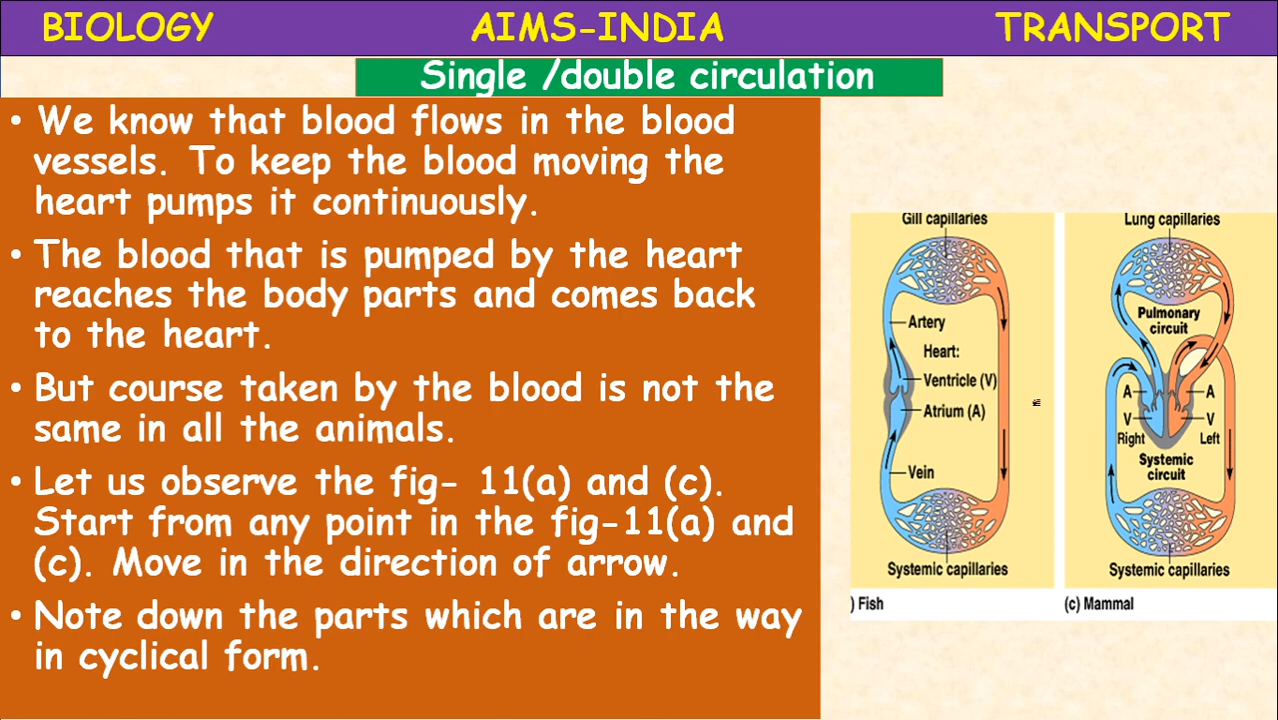 BIOLOGY AIMS-INDIA TRANSPORT
Single /double circulation
• We know that blood flows in the blood
vessels. To keep the blood moving the
heart pumps it continuously.
• The blood that is pumped by the heart
reaches the body parts and comes back
to the heart.
• But course taken by the blood is not the
same in all the animals.
• Let us observe the fig- 11(a) and (c).
Start from any point in the fig-11(a) and
(c). Move in the direction of arrow.
• Note down the parts which are in the way
in cyclical form.
Gill capillaries
Artery
Heart:
Ventricle (V)
Atrium (A)
Vein
Systemic capillaries
) Fish
Lung capillaries
Pulmonary
circuit
A A
V V
Right Left
Systemic
circuit
Systemic capillaries
(c) Mammal